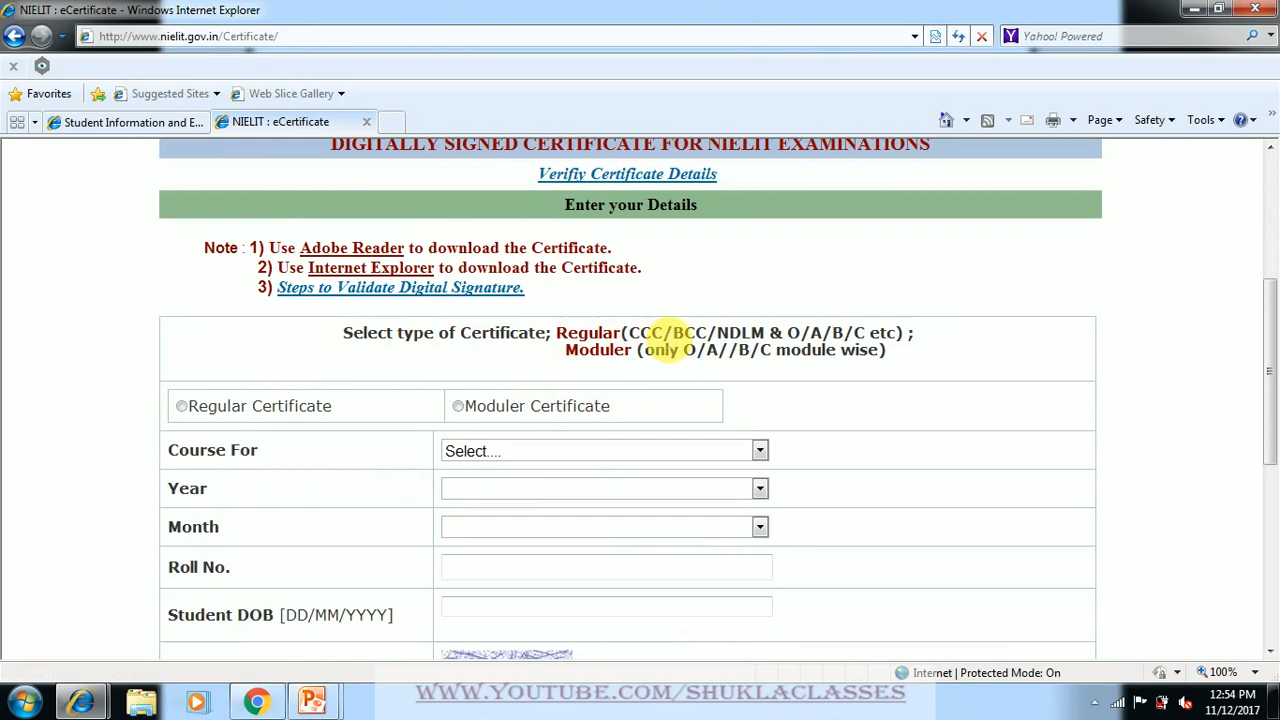 NIELIT : eCertificate - Windows Internet Explorer
http://www.nielit.gov.in/Certificate/
Yahoo! Powered
Favorites
Suggested Sites
Web Slice Gallery
Student Information and E...
NIELIT : eCertificate
Page
Safety
Tools
DIGITALLY SIGNED CERTIFICATE FOR NIELIT EXAMINATIONS
Verifiy Certificate Details
Enter your Details
Note : 1) Use Adobe Reader to download the Certificate.
2) Use Internet Explorer to download the Certificate.
3) Steps to Validate Digital Signature.
Select type of Certificate; Regular(CCC/BCC/NDLM & O/A/B/C etc) ;
Moduler (only O/A//B/C module wise)
Regular Certificate
Moduler Certificate
Course For
Select....
Year
Month
Roll No.
Student DOB [DD/MM/YYYY]
Internet | Protected Mode: On
100%
WWW.YOUTUBE.COM/SHUKLACLASSES
12:54 PM
11/12/2017